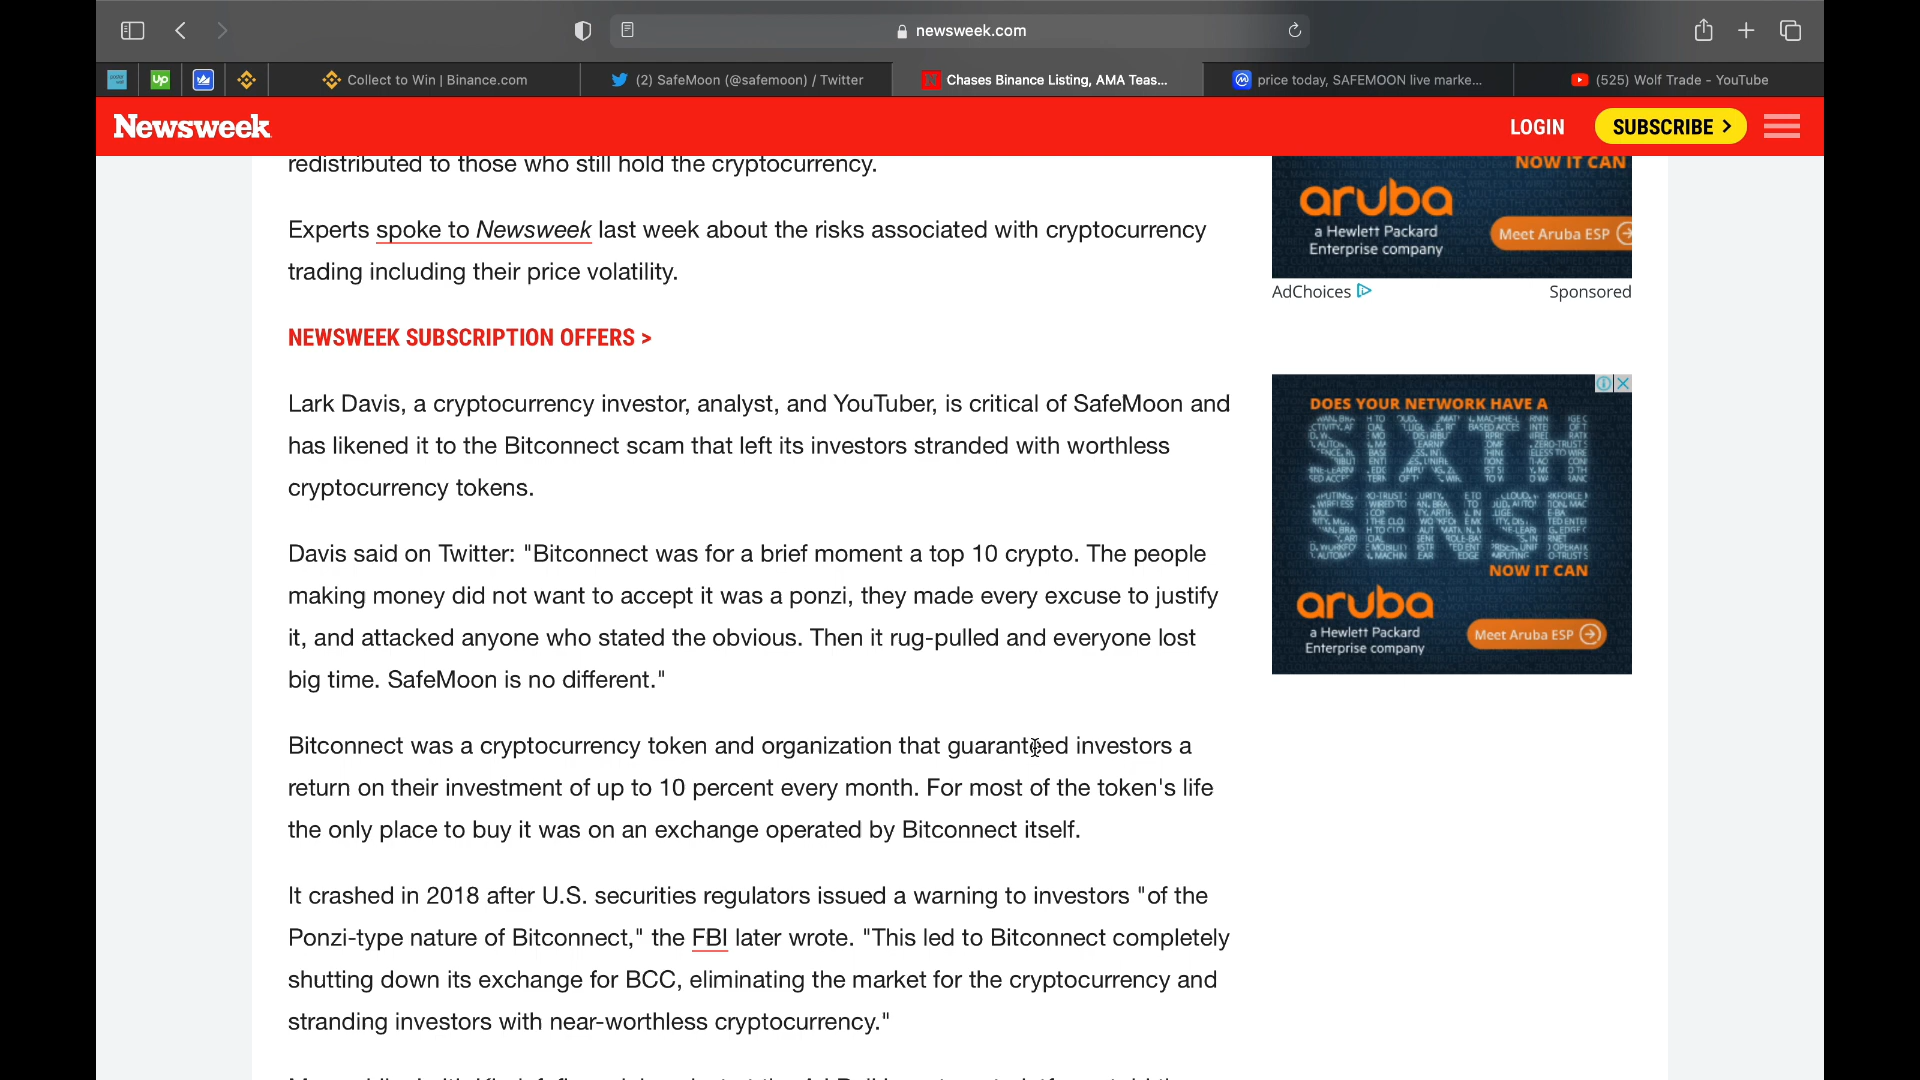 newsweek.com
up
Collect to Win | Binance.com
(2) SafeMoon (@safemoon) / Twitter
Chases Binance Listing, AMA Teas...
price today, SAFEMOON live marke...
(525) Wolf Trade - YouTube
Newsweek
LOGIN
SUBSCRIBE >
redistributed to those who still hold the cryptocurrency.
Experts spoke to Newsweek last week about the risks associated with cryptocurrency
trading including their price volatility.
NEWSWEEK SUBSCRIPTION OFFERS >
Lark Davis, a cryptocurrency investor, analyst, and YouTuber, is critical of SafeMoon and
has likened it to the Bitconnect scam that left its investors stranded with worthless
cryptocurrency tokens.
Davis said on Twitter: "Bitconnect was for a brief moment a top 10 crypto. The people
making money did not want to accept it was a ponzi, they made every excuse to justify
it, and attacked anyone who stated the obvious. Then it rug-pulled and everyone lost
big time. SafeMoon is no different."
Bitconnect was a cryptocurrency token and organization that guaranteed investors a
return on their investment of up to 10 percent every month. For most of the token's life
the only place to buy it was on an exchange operated by Bitconnect itself.
It crashed in 2018 after U.S. securities regulators issued a warning to investors "of the
Ponzi-type nature of Bitconnect," the FBI later wrote. "This led to Bitconnect completely
shutting down its exchange for BCC, eliminating the market for the cryptocurrency and
stranding investors with near-worthless cryptocurrency."
NOW IT CAN
aruba
a Hewlett Packard
Enterprise company
Meet Aruba ESP
AdChoices
Sponsored
DOES YOUR NETWORK HAVE A
SIXTH
SENSE
NOW IT CAN
aruba
a Hewlett Packard
Enterprise company
Meet Aruba ESP